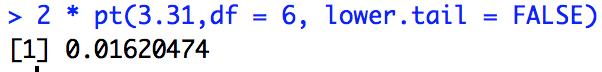 > 2 * pt(3.31,df = 6, lower.tail = FALSE)
[1] 0.01620474